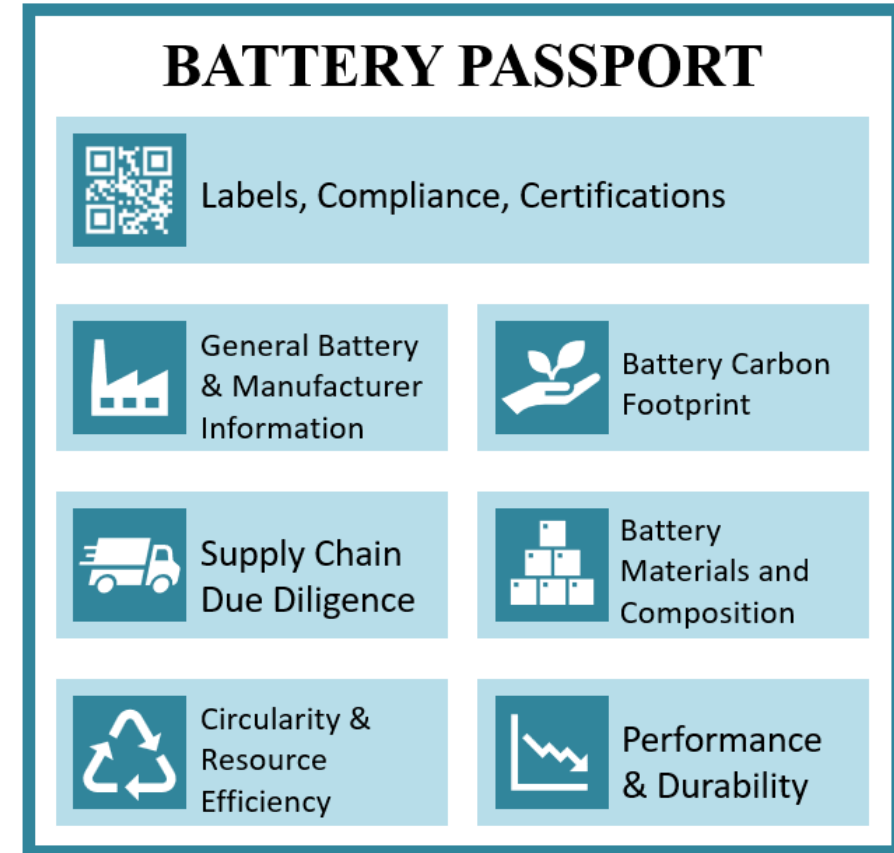 BATTERY PASSPORT
Labels, Compliance, Certifications
General Battery
& Manufacturer
Information
Battery Carbon
Footprint
Supply Chain
Due Diligence
Battery
Materials and
Composition
Circularity &
Resource
Efficiency
Performance
& Durability